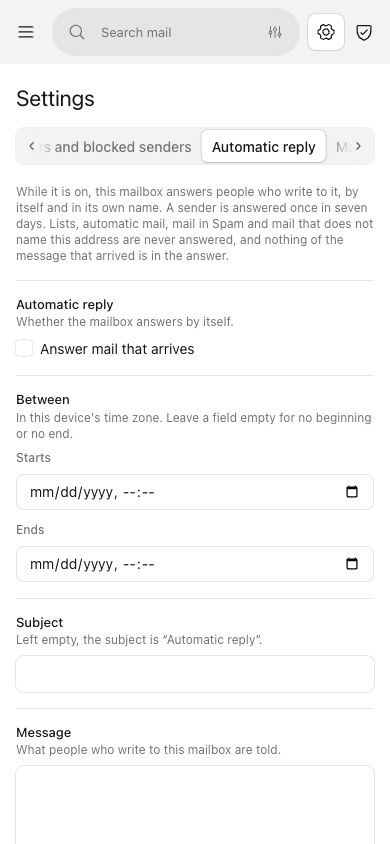 Search mail
Settings
rs and blocked senders
Automatic reply
While it is on, this mailbox answers people who write to it, by
itself and in its own name. A sender is answered once in seven
days. Lists, automatic mail, mail in Spam and mail that does not
name this address are never answered, and nothing of the
message that arrived is in the answer.
Automatic reply
Whether the mailbox answers by itself.
Answer mail that arrives
Between
In this device's time zone. Leave a field empty for no beginning
or no end.
Starts
mm/dd/yyyy, --:--
Ends
mm/dd/yyyy, --:--
Subject
Left empty, the subject is “Automatic reply”.
Message
What people who write to this mailbox are told.